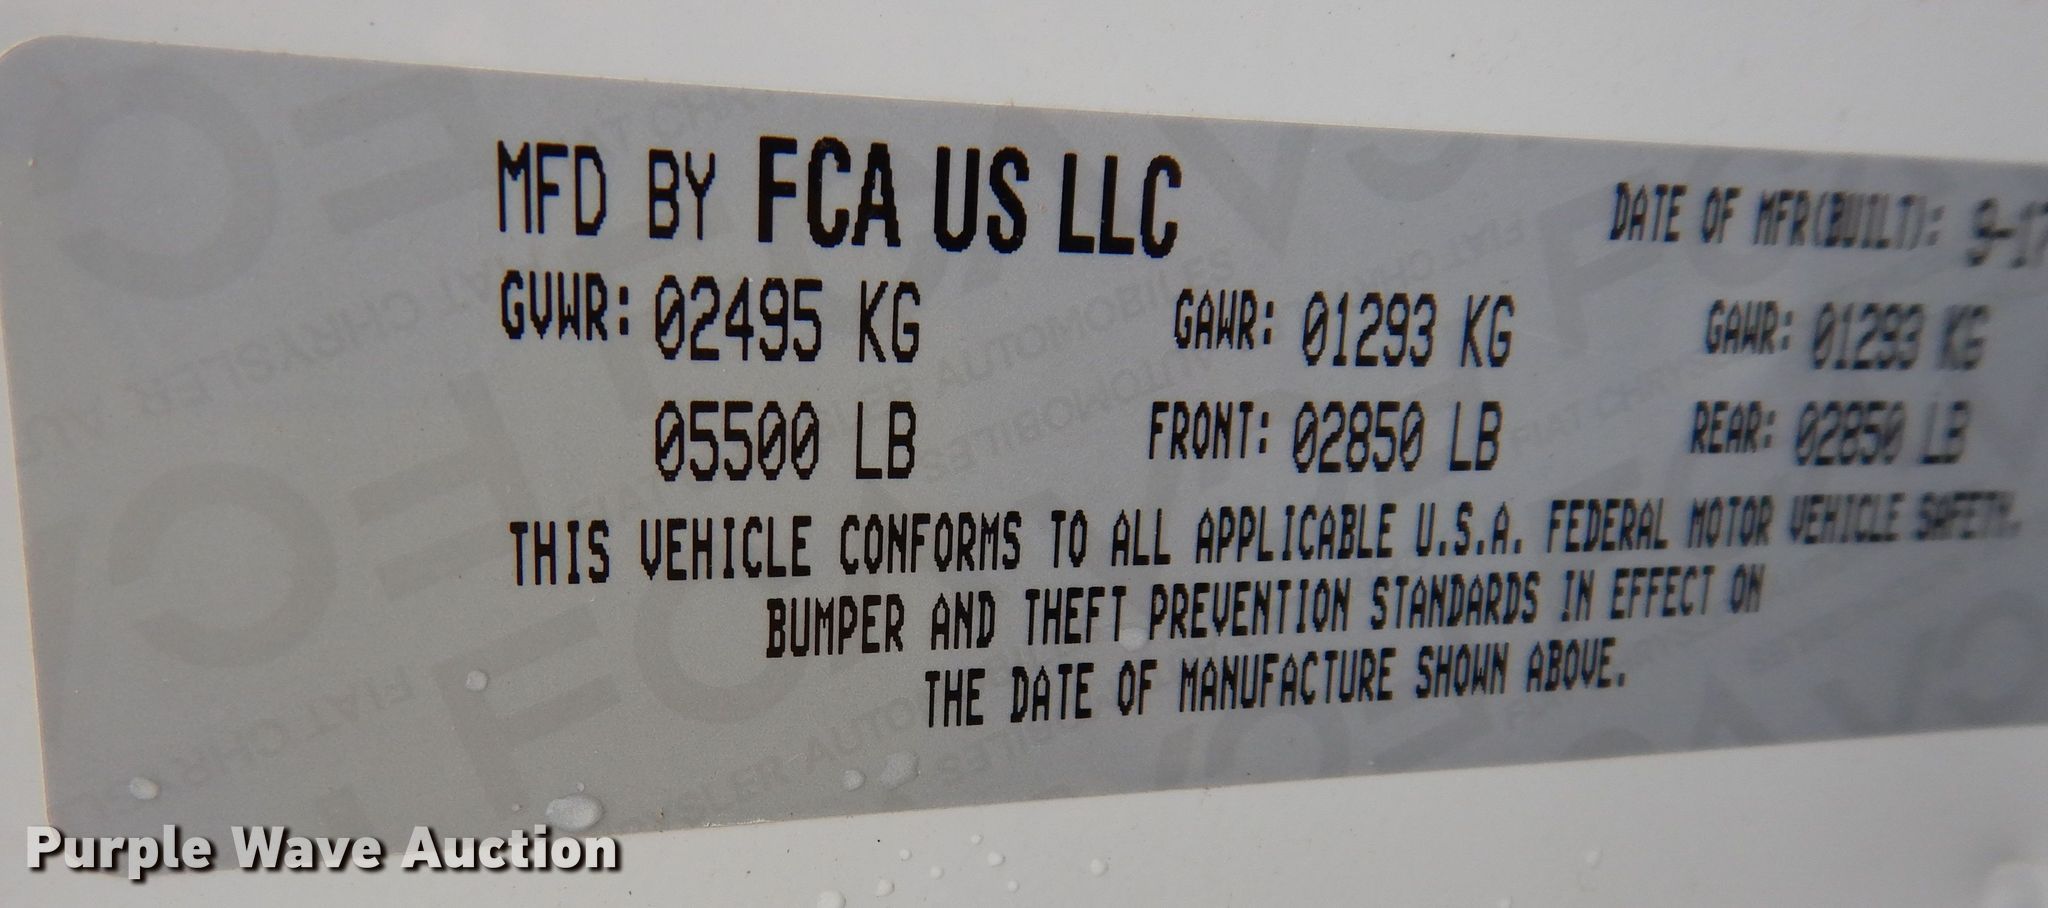 MFD BY FCA US LLC DATE OF MFR(BUILT): 9-17
GVWR: 02495 KG GAWR: 01293 KG GAWR: 01293 KG
05500 LB FRONT: 02850 LB REAR: 02850 LB
THIS VEHICLE CONFORMS TO ALL APPLICABLE U.S.A. FEDERAL MOTOR VEHICLE SAFETY,
BUMPER AND THEFT PREVENTION STANDARDS IN EFFECT ON
THE DATE OF MANUFACTURE SHOWN ABOVE.
Purple Wave Auction